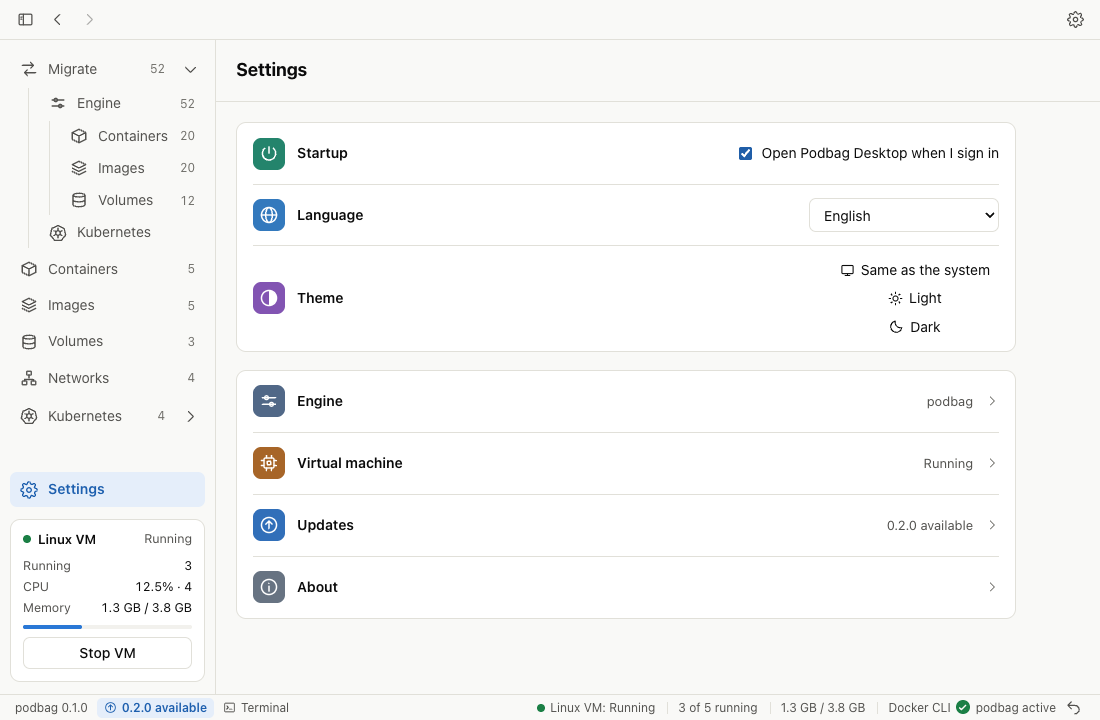 Settings
Migrate 52
Engine 52
Containers 20
Images 20
Volumes 12
Kubernetes
Containers 5
Images 5
Volumes 3
Networks 4
Kubernetes 4
Settings
Linux VM Running
Running 3
CPU 12.5% · 4
Memory 1.3 GB / 3.8 GB
Stop VM
Startup Open Podbag Desktop when I sign in
Language English
Theme
Same as the system
Light
Dark
Engine podbag
Virtual machine Running
Updates 0.2.0 available
About
podbag 0.1.0 0.2.0 available Terminal Linux VM: Running 3 of 5 running 1.3 GB / 3.8 GB Docker CLI podbag active